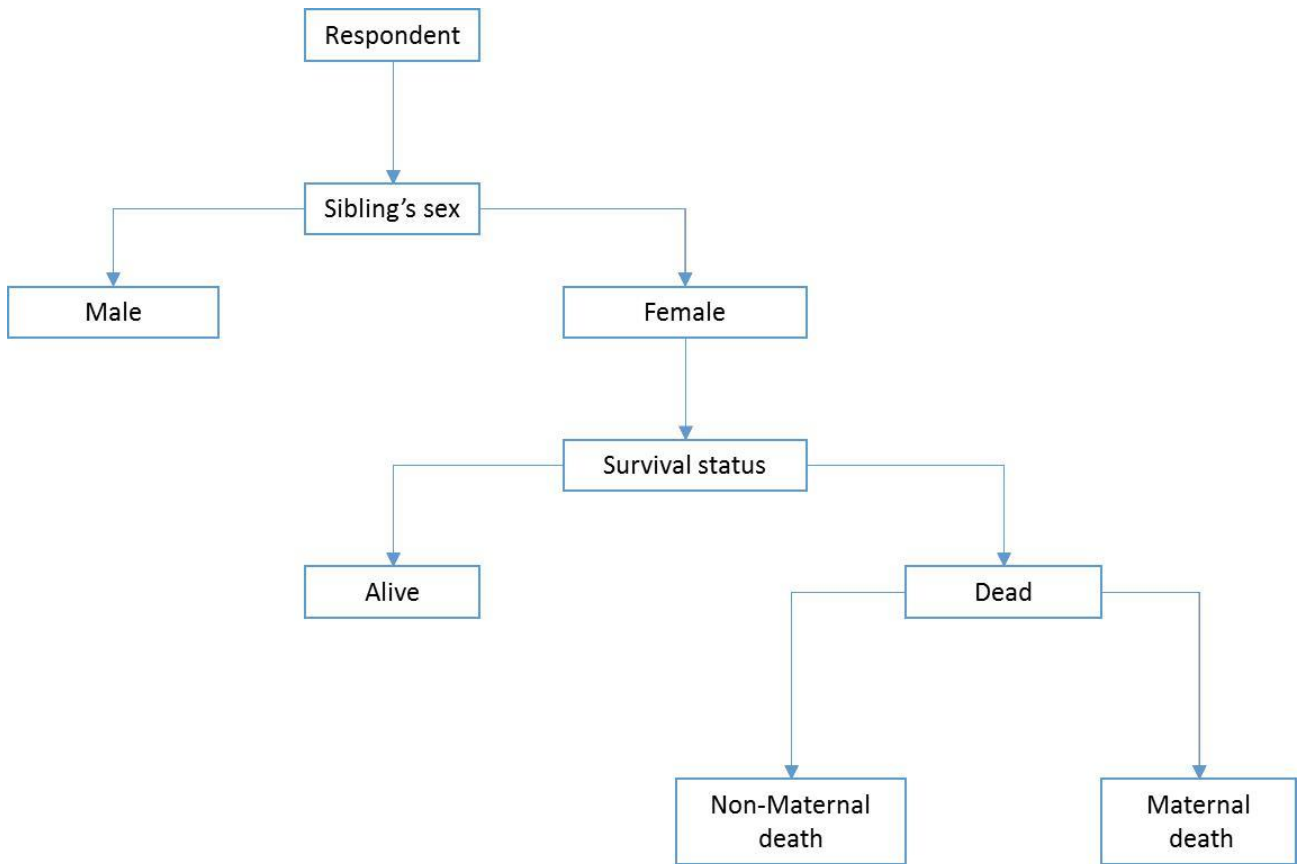 Respondent
Sibling’s sex
Male
Female
Survival status
Alive
Dead
Non-Maternal
death
Maternal
death